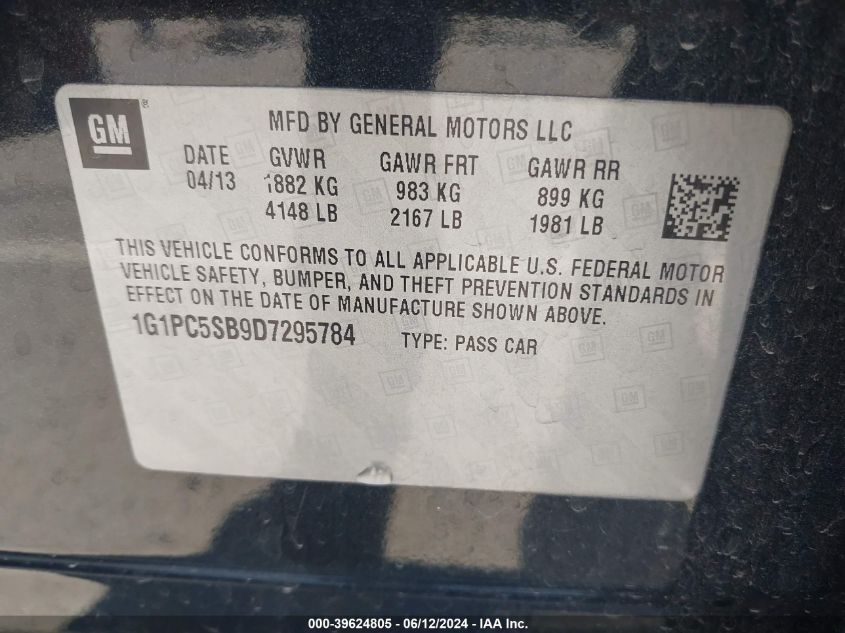 GM®
MFD BY GENERAL MOTORS LLC
DATE GVWR GAWR FRT GAWR RR
04/13 1882 KG 983 KG 899 KG
4148 LB 2167 LB 1981 LB
THIS VEHICLE CONFORMS TO ALL APPLICABLE U.S. FEDERAL MOTOR
VEHICLE SAFETY, BUMPER, AND THEFT PREVENTION STANDARDS IN
EFFECT ON THE DATE OF MANUFACTURE SHOWN ABOVE.
1G1PC5SB9D7295784 TYPE: PASS CAR
000-39624805 - 06/12/2024 - IAA Inc.